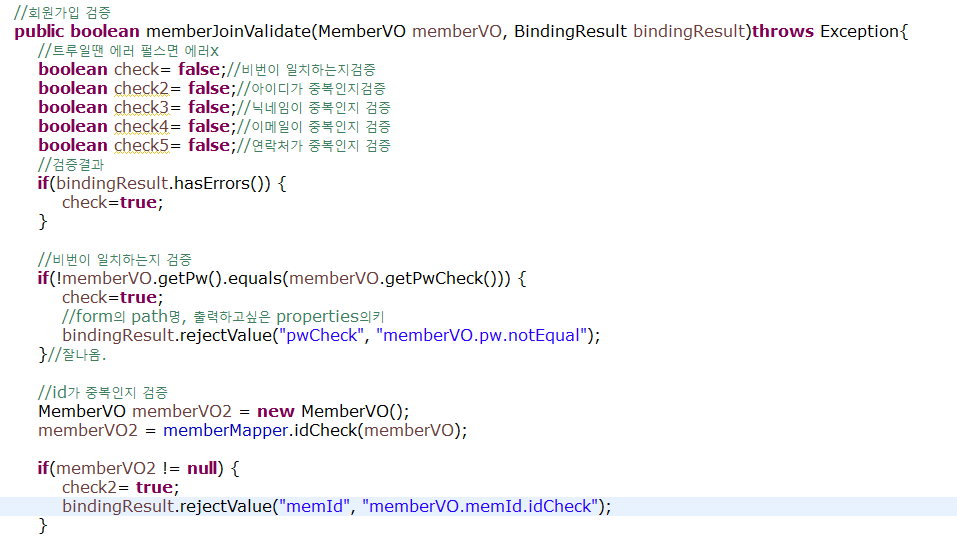 //회원가입 검증
public boolean memberJoinValidate(MemberVO memberVO, BindingResult bindingResult)throws Exception{
//트루일땐 에러 펄스면 에러x
boolean check= false;//비번이 일치하는지검증
boolean check2= false;//아이디가 중복인지검증
boolean check3= false;//닉네임이 중복인지 검증
boolean check4= false;//이메일이 중복인지 검증
boolean check5= false;//연락처가 중복인지 검증
//검증결과
if(bindingResult.hasErrors()) {
check=true;
}
//비번이 일치하는지 검증
if(!memberVO.getPw().equals(memberVO.getPwCheck())) {
check=true;
//form의 path명, 출력하고싶은 properties의키
bindingResult.rejectValue("pwCheck", "memberVO.pw.notEqual");
}//잘나옴.
//id가 중복인지 검증
MemberVO memberVO2 = new MemberVO();
memberVO2 = memberMapper.idCheck(memberVO);
if(memberVO2 != null) {
check2= true;
bindingResult.rejectValue("memId", "memberVO.memId.idCheck");
}